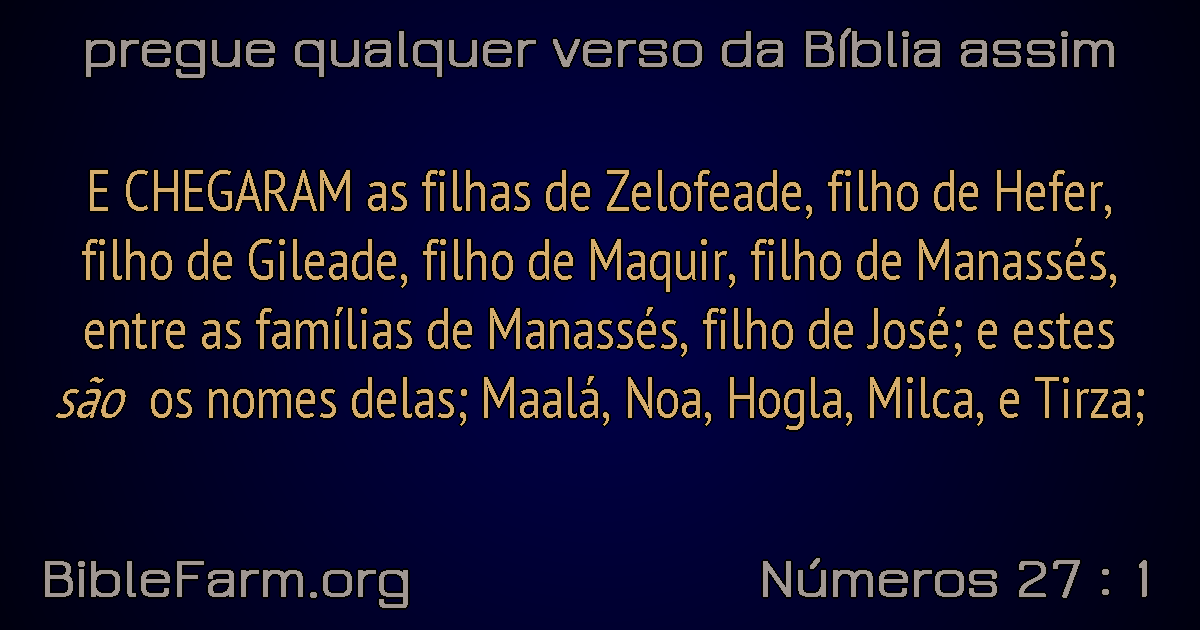 pregue qualquer verso da Bíblia assim
E CHEGARAM as filhas de Zelofeade, filho de Hefer,
filho de Gileade, filho de Maquir, filho de Manassés,
entre as famílias de Manassés, filho de José; e estes
são os nomes delas; Maalá, Noa, Hogla, Milca, e Tirza;
BibleFarm.org
Números 27 : 1